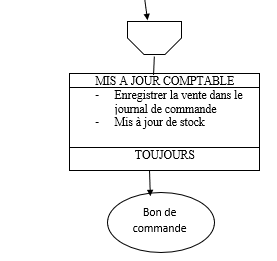 MIS A JOUR COMPTABLE
- Enregistrer la vente dans le
journal de commande
- Mis à jour de stock
TOUJOURS
Bon de
commande